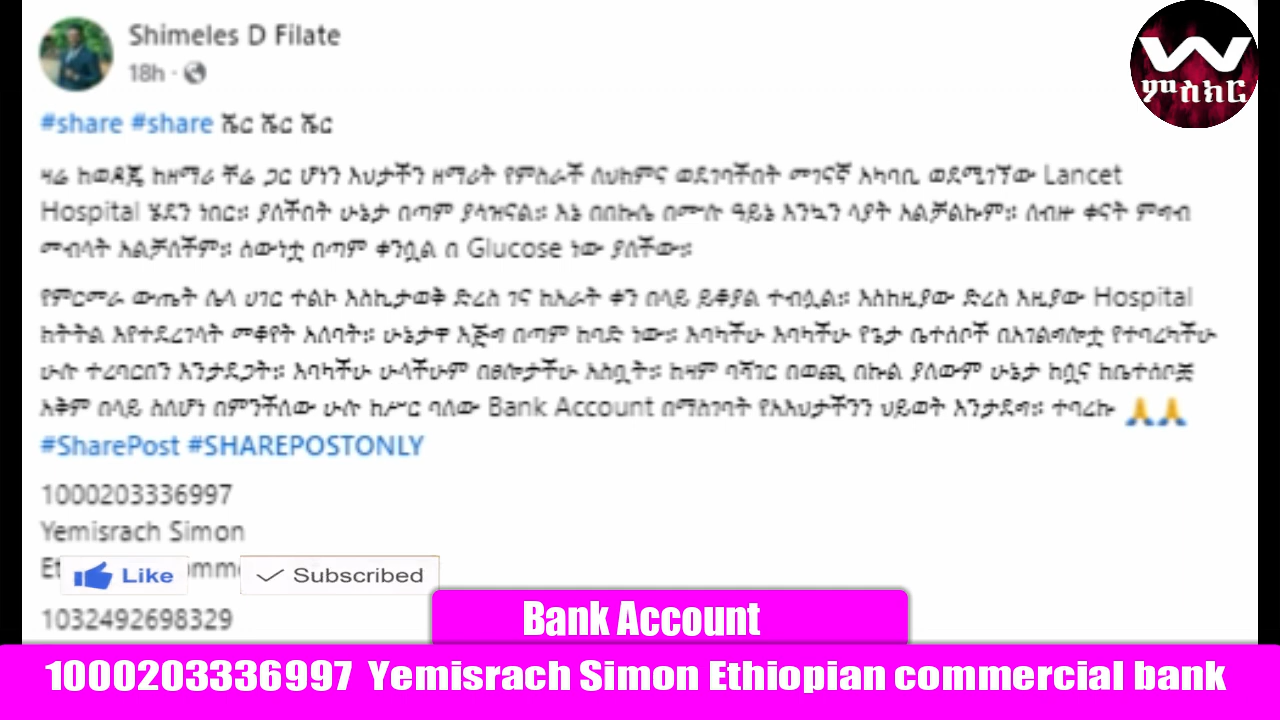 Shimeles D Filate
18h ·
ምስክር
#share #share ሼር ሼር ሼር
ዛሬ ከወዳጄ ከዘማሪ ቸሬ ጋር ሆነን እህታችን ዘማሪት የምስራች ለህክምና ወደገባችበት መገናኛ አካባቢ ወደሚገኘው Lancet
Hospital ሄደን ነበር። ያለችበት ሁኔታ በጣም ያሳዝናል። እኔ በበኩሌ በሙሉ ዓይኔ እንኳን ላያት አልቻልኩም። ለብዙ ቀናት ምግብ
መብላት አልቻለችም። ሰውነቷ በጣም ቀንሷል በ Glucose ነው ያለችው።
የምርመራ ውጤት ሌላ ሀገር ተልኮ እስኪታወቅ ድረስ ገና ከአራት ቀን በላይ ይቆያል ተብሏል። እስከዚያው ድረስ እዚያው Hospital
ክትትል እየተደረገላት መቆየት አለባት። ሁኔታዋ እጅግ በጣም ከባድ ነው። እባካችሁ እባካችሁ የጌታ ቤተሰቦች በአገልግሎቷ የተባረካችሁ
ሁሉ ተረባርበን እንታደጋት። እባካችሁ ሁላችሁም በፀሎታችሁ አስቧት። ከዛም ባሻገር በወጪ በኩል ያለውም ሁኔታ ከሷና ከቤተሰቦቿ
አቅም በላይ ስለሆነ በምንችለው ሁሉ ከሥር ባለው Bank Account በማስገባት የእህታችንን ህይወት እንታደግ። ተባረኩ 🙏🙏
#SharePost #SHAREPOSTONLY
1000203336997
Yemisrach Simon
Like
Subscribed
1032492698329
Bank Account
1000203336997 Yemisrach Simon Ethiopian commercial bank